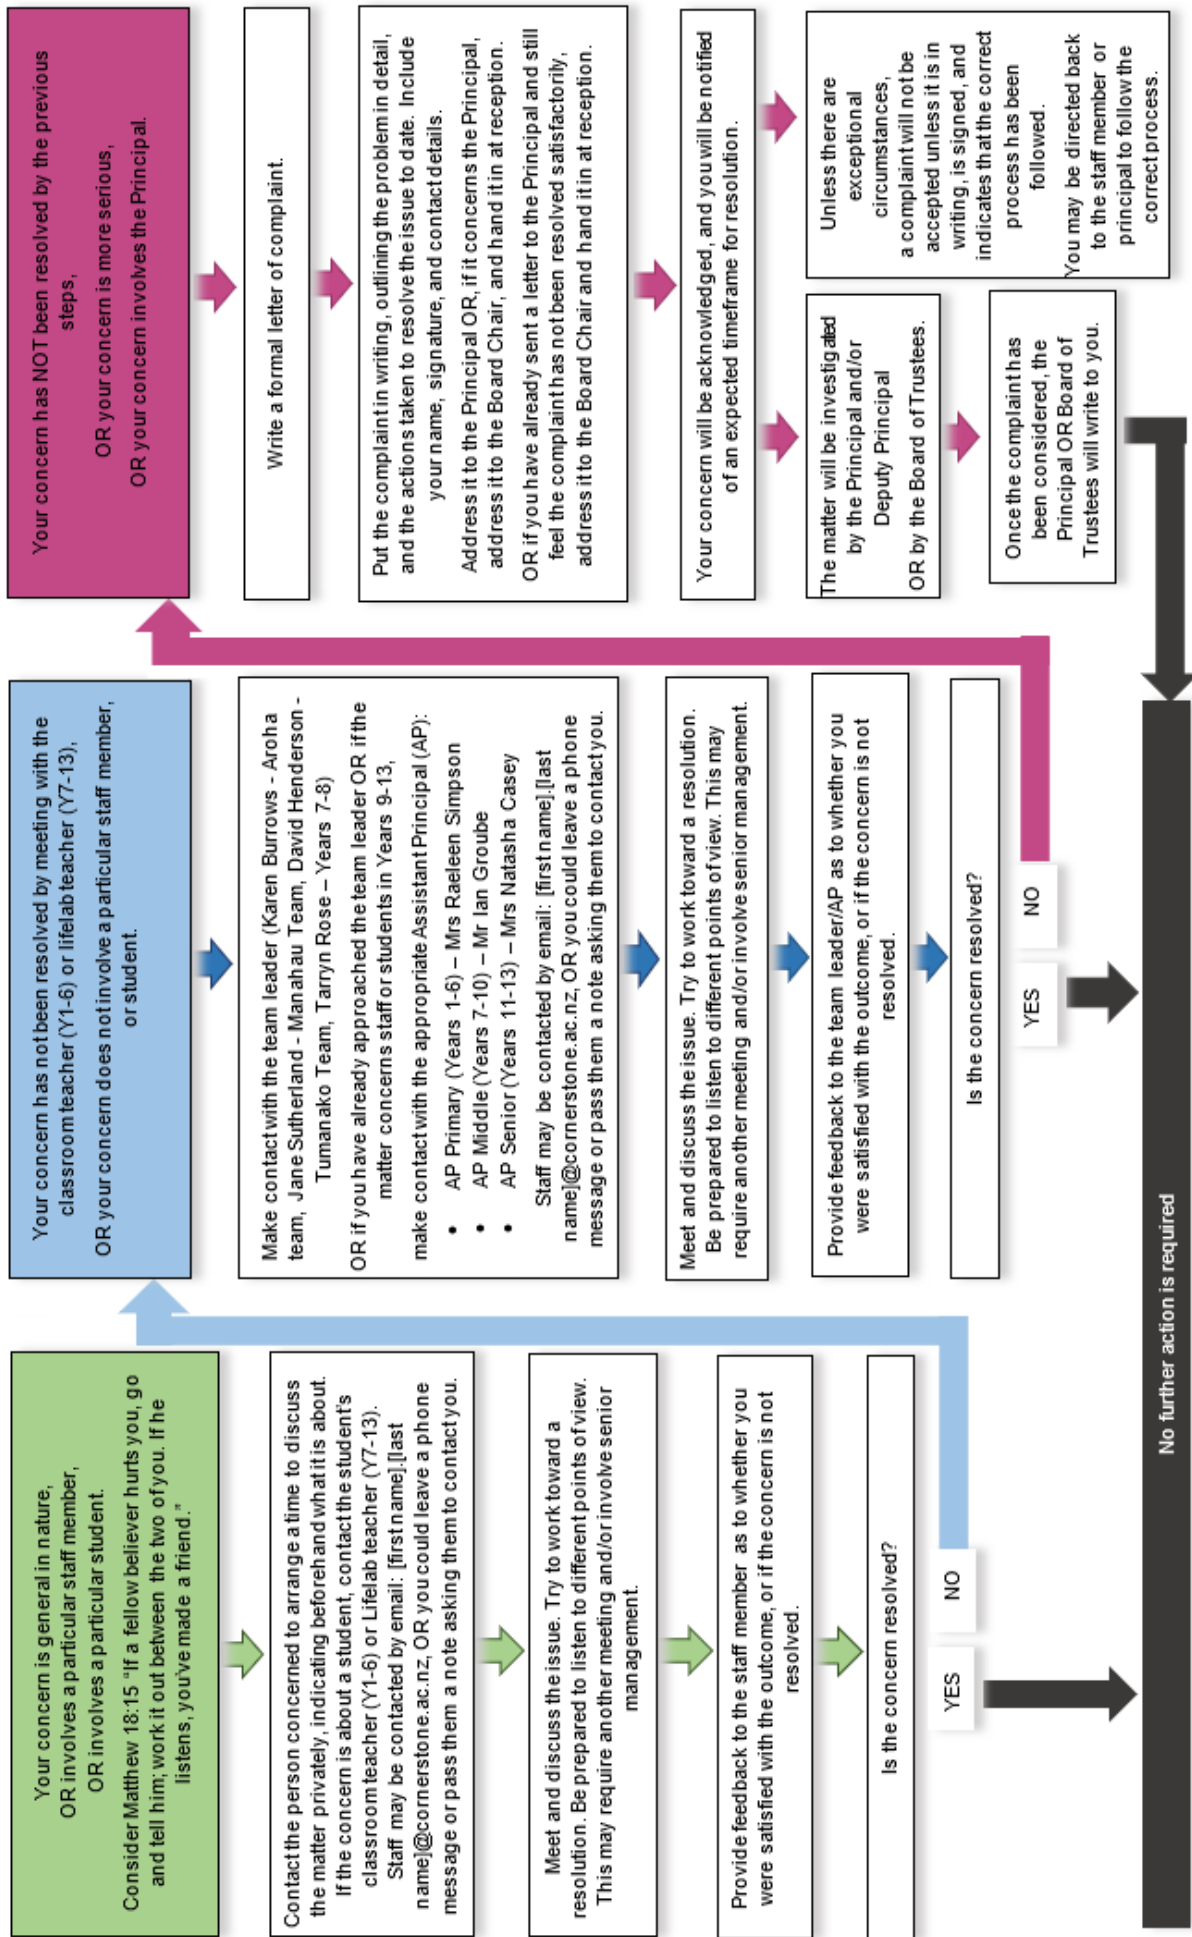 Your concern is general in nature,
OR involves a particular staff member,
OR involves a particular student.
Consider Matthew 18:15 "If a fellow believer hurts you, go
and tell him; work it out between the two of you. If he
listens, you've made a friend."
Contact the person concerned to arrange a time to discuss
the matter privately, indicating beforehand what it is about.
If the concern is about a student, contact the student's
classroom teacher (Y1-6) or Lifelab teacher (Y7-13).
Staff may be contacted by email: [first name].[last
name]@cornerstone.ac.nz, OR you could leave a phone
message or pass them a note asking them to contact you.
Meet and discuss the issue. Try to work toward a
resolution. Be prepared to listen to different points of view.
This may require another meeting and/or involve senior
management.
Provide feedback to the staff member as to whether you
were satisfied with the outcome, or if the concern is not
resolved.
Is the concern resolved?
YES
NO
Your concern has not been resolved by meeting with the
classroom teacher (Y1-6) or lifelab teacher (Y7-13),
OR your concern does not involve a particular staff member,
or student.
Make contact with the team leader (Karen Burrows - Aroha
team, Jane Sutherland - Manahau Team, David Henderson -
Tumanako Team, Tarryn Rose – Years 7-8)
OR if you have already approached the team leader OR if the
matter concerns staff or students in Years 9-13,
make contact with the appropriate Assistant Principal (AP):
• AP Primary (Years 1-6) – Mrs Raeleen Simpson
• AP Middle (Years 7-10) – Mr Ian Groube
• AP Senior (Years 11-13) – Mrs Natasha Casey
Staff may be contacted by email: [first name].[last
name]@cornerstone.ac.nz, OR you could leave a phone
message or pass them a note asking them to contact you.
Meet and discuss the issue. Try to work toward a resolution.
Be prepared to listen to different points of view. This may
require another meeting and/or involve senior management.
Provide feedback to the team leader/AP as to whether you
were satisfied with the outcome, or if the concern is not
resolved.
Is the concern resolved?
YES
NO
Your concern has NOT been resolved by the previous
steps,
OR your concern is more serious,
OR your concern involves the Principal.
Write a formal letter of complaint.
Put the complaint in writing, outlining the problem in detail,
and the actions taken to resolve the issue to date. Include
your name, signature, and contact details.
Address it to the Principal OR, if it concerns the Principal,
address it to the Board Chair, and hand it in at reception.
OR if you have already sent a letter to the Principal and still
feel the complaint has not been resolved satisfactorily,
address it to the Board Chair and hand it in at reception.
Your concern will be acknowledged, and you will be notified
of an expected timeframe for resolution.
The matter will be investigated
by the Principal and/or
Deputy Principal
OR by the Board of Trustees.
Once the complaint has
been considered, the
Principal OR Board of
Trustees will write to you.
Unless there are
exceptional
circumstances,
a complaint will not be
accepted unless it is in
writing, is signed, and
indicates that the correct
process has been
followed.
You may be directed back
to the staff member or
principal to follow the
correct process.
No further action is required